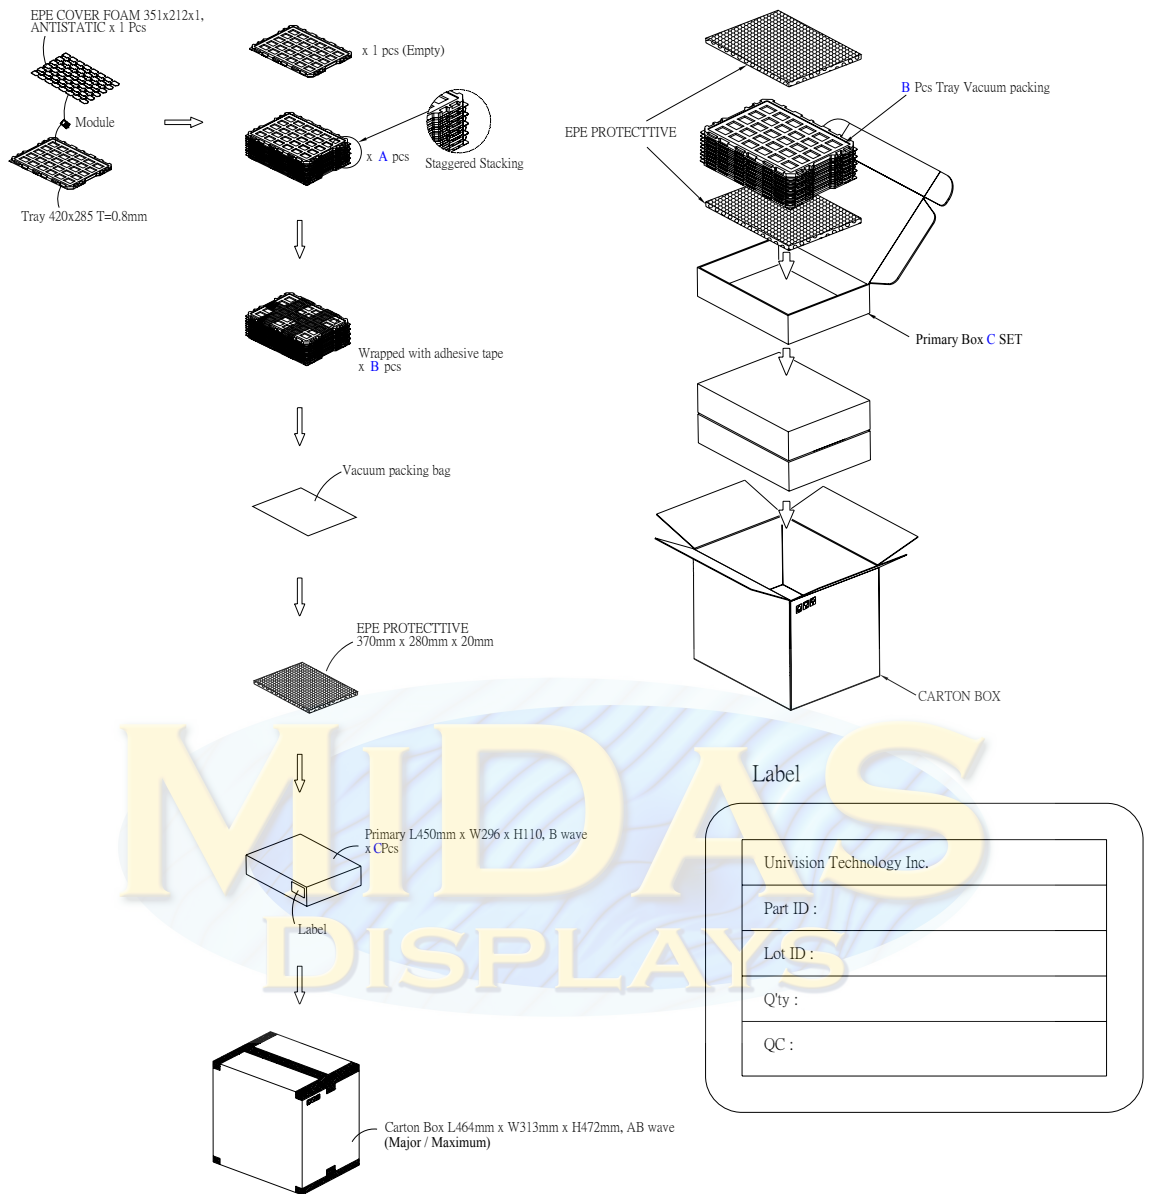 EPE COVER FOAM 351x212x1,
ANTISTATIC x 1 Pcs
x 1 pcs (Empty)
Module
x A pcs
Staggered Stacking
Tray 420x285 T=0.8mm
Wrapped with adhesive tape
x B pcs
Vacuum packing bag
EPE PROTECTTIVE
370mm x 280mm x 20mm
Primary L450mm x W296 x H110, B wave
x CPcs
Label
Carton Box L464mm x W313mm x H472mm, AB wave
(Major / Maximum)
B Pcs Tray Vacuum packing
EPE PROTECTTIVE
Primary Box C SET
CARTON BOX
MIDAS
DISPLAYS
Label
Univision Technology Inc.
Part ID :
Lot ID :
Q'ty :
QC :